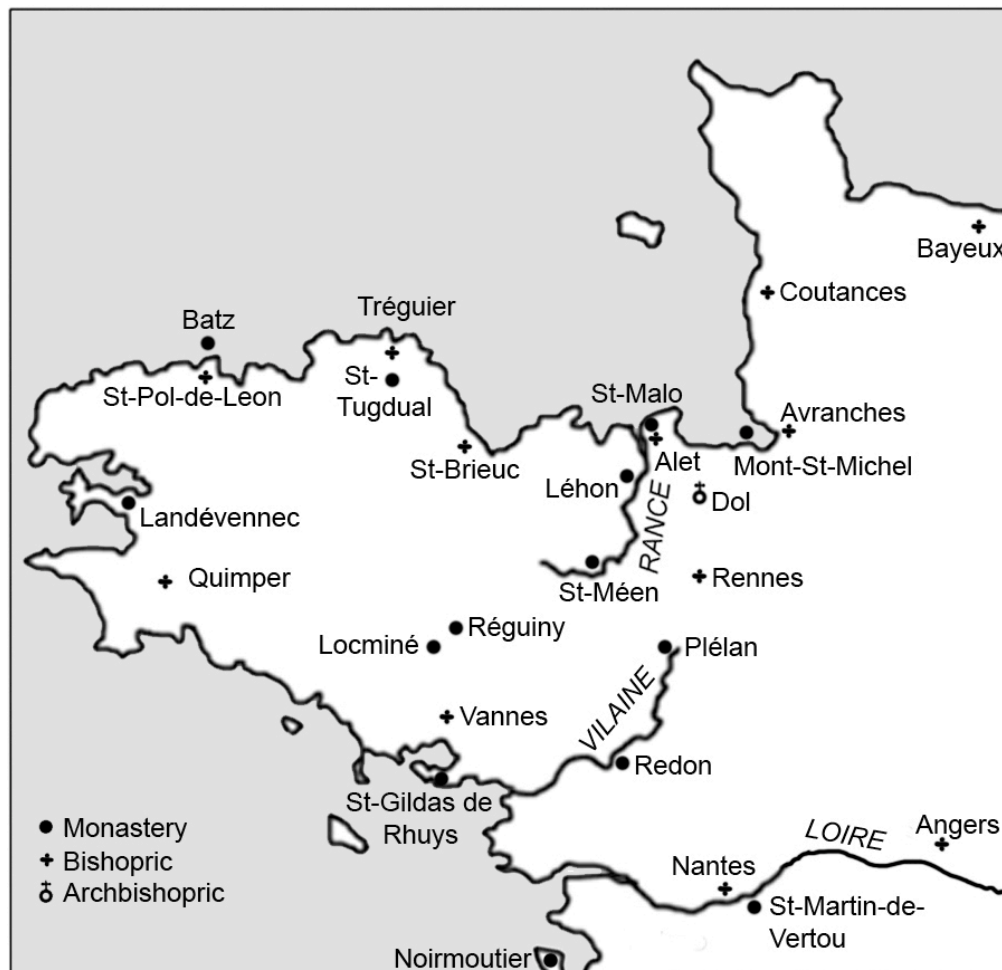 Bayeux
Coutances
Tréguier
Batz
St-
Tugdual
St-Pol-de-Leon
St-Malo
Avranches
St-Brieuc
Alet
Mont-St-Michel
Léhon
Dol
Landévennec
RANCE
Quimper
Rennes
St-Méen
Réguiny
Locminé
Plélan
Vannes
VILAINE
Redon
St-Gildas de
Rhuys
Monastery
Bishopric
Archbishopric
LOIRE
Angers
Nantes
St-Martin-de-
Vertou
Noirmoutier